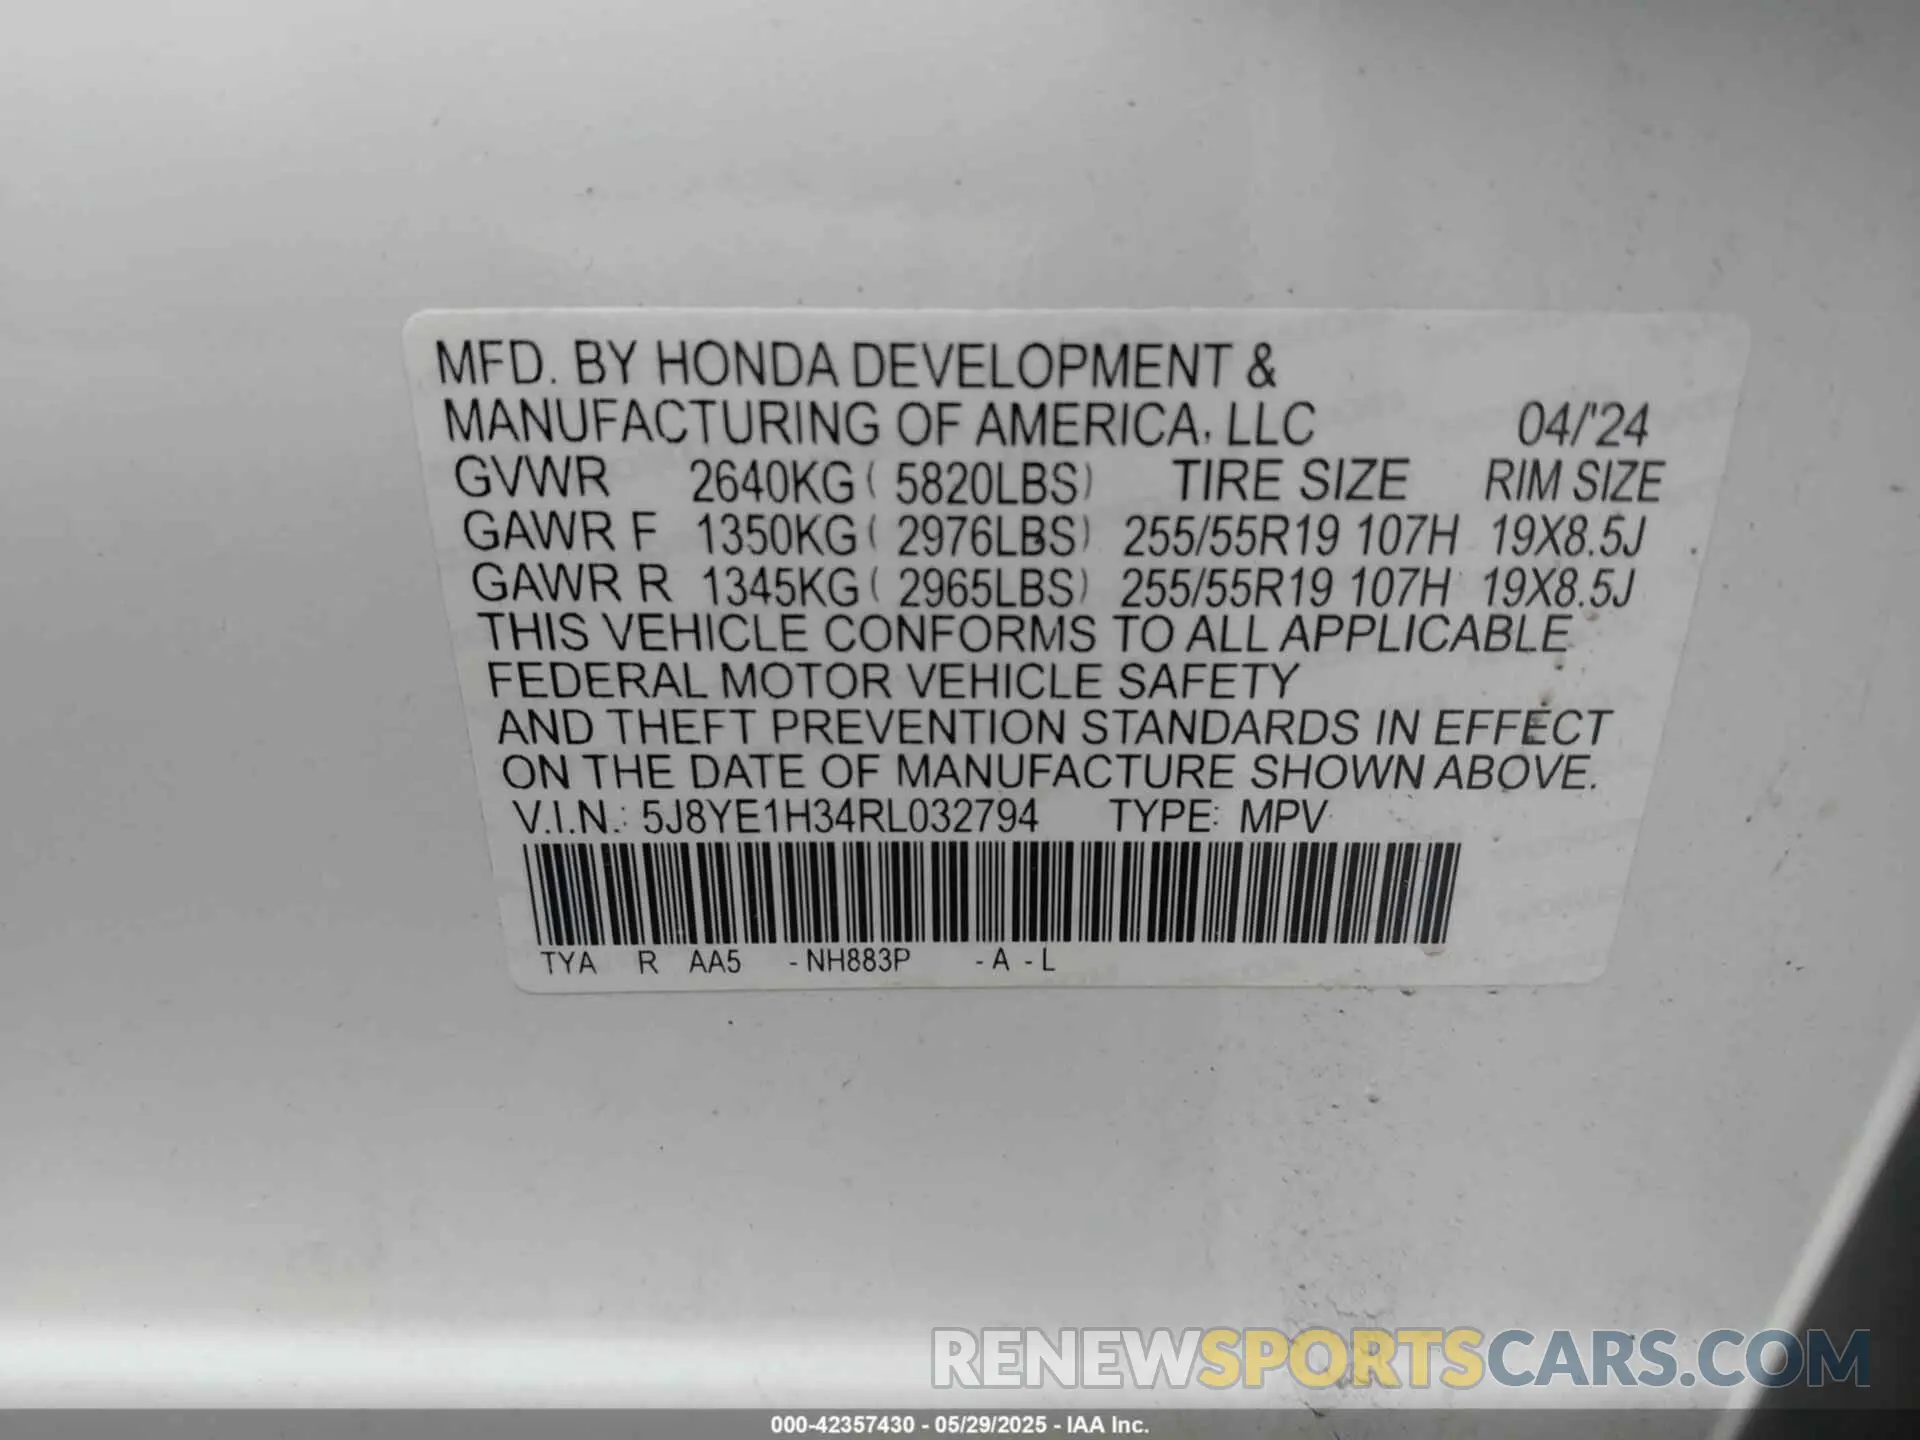 MFD. BY HONDA DEVELOPMENT &
MANUFACTURING OF AMERICA, LLC 04/'24
GVWR 2640KG ( 5820LBS) TIRE SIZE RIM SIZE
GAWR F 1350KG ( 2976LBS) 255/55R19 107H 19X8.5J
GAWR R 1345KG ( 2965LBS) 255/55R19 107H 19X8.5J
THIS VEHICLE CONFORMS TO ALL APPLICABLE
FEDERAL MOTOR VEHICLE SAFETY
AND THEFT PREVENTION STANDARDS IN EFFECT
ON THE DATE OF MANUFACTURE SHOWN ABOVE.
V.I.N.: 5J8YE1H34RL032794 TYPE: MPV
TYA R AA5 -NH883P -A -L
RENEWSPORTSCARS.COM
000-42357430 - 05/29/2025 - IAA Inc.